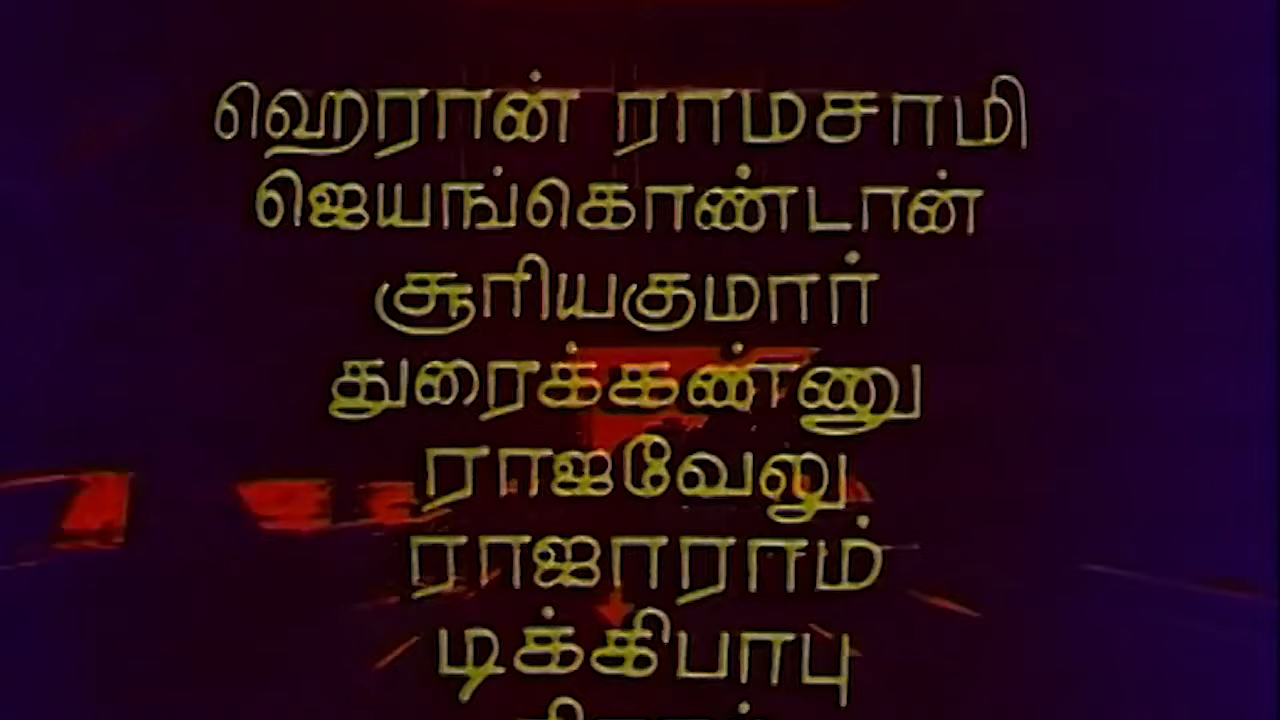 ஹெரான் ராமசாமி
ஜெயங்கொண்டான்
சூரியகுமார்
துரைக்கண்ணு
ராஜவேலு
ராஜாராம்
டிக்கிபாபு